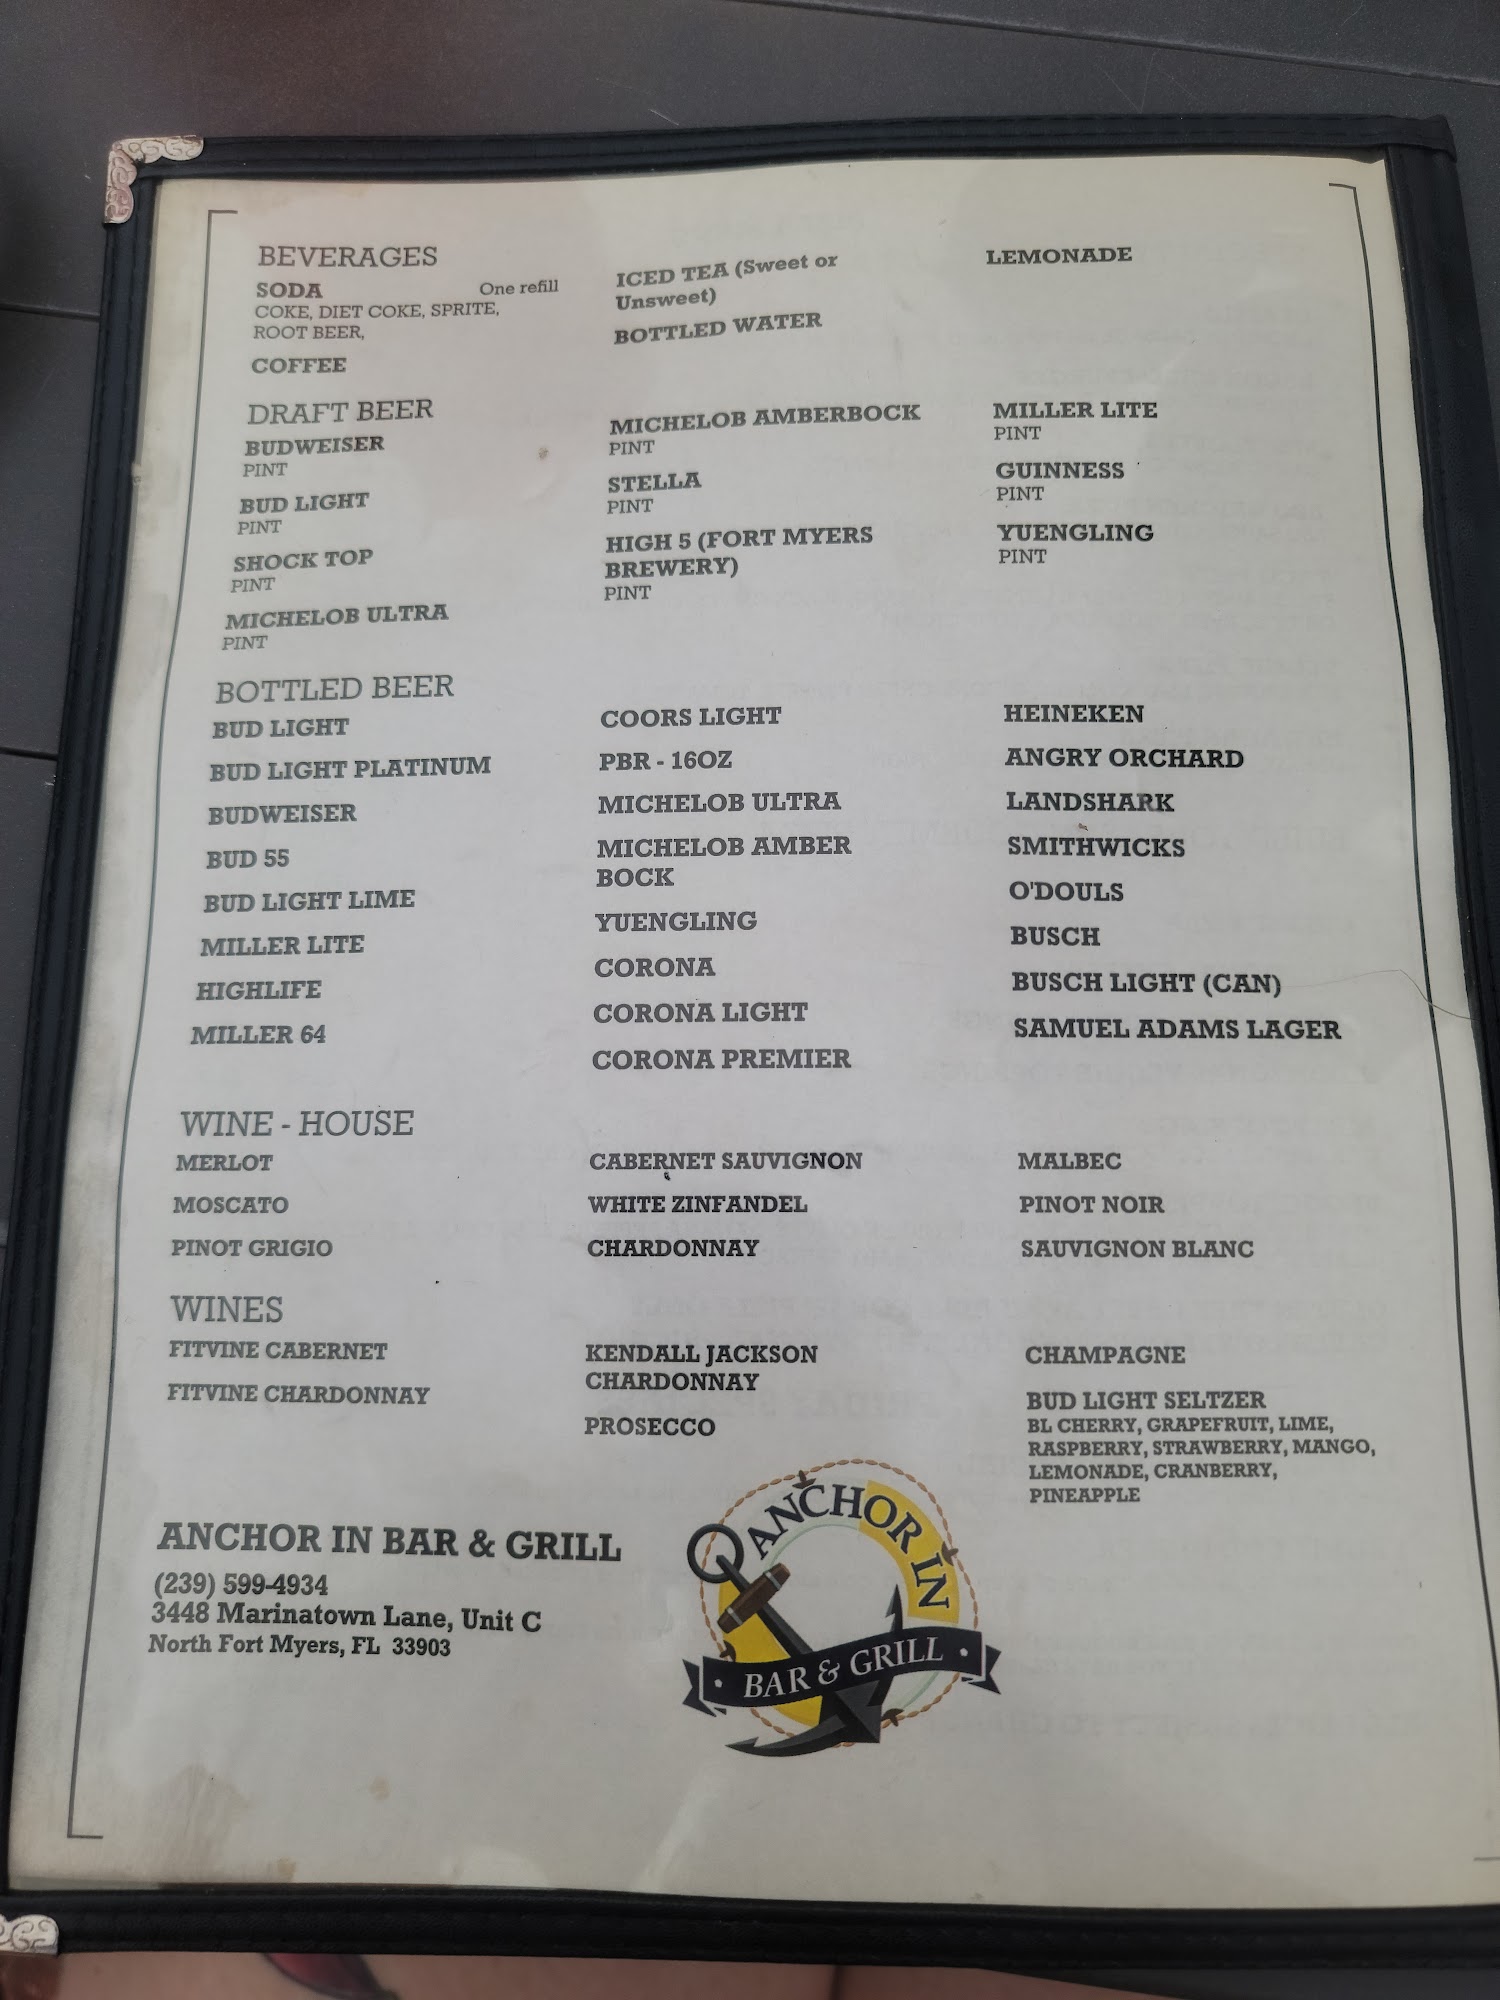 BEVERAGES
SODA One refill
COKE, DIET COKE, SPRITE,
ROOT BEER,
COFFEE
ICED TEA (Sweet or
Unsweet)
BOTTLED WATER
LEMONADE
DRAFT BEER
BUDWEISER
PINT
BUD LIGHT
PINT
SHOCK TOP
PINT
MICHELOB ULTRA
PINT
MICHELOB AMBERBOCK
PINT
STELLA
PINT
HIGH 5 (FORT MYERS
BREWERY)
PINT
MILLER LITE
PINT
GUINNESS
PINT
YUENGLING
PINT
BOTTLED BEER
BUD LIGHT
BUD LIGHT PLATINUM
BUDWEISER
BUD 55
BUD LIGHT LIME
MILLER LITE
HIGHLIFE
MILLER 64
COORS LIGHT
PBR - 16OZ
MICHELOB ULTRA
MICHELOB AMBER
BOCK
YUENGLING
CORONA
CORONA LIGHT
CORONA PREMIER
HEINEKEN
ANGRY ORCHARD
LANDSHARK
SMITHWICKS
O'DOULS
BUSCH
BUSCH LIGHT (CAN)
SAMUEL ADAMS LAGER
WINE - HOUSE
MERLOT
MOSCATO
PINOT GRIGIO
CABERNET SAUVIGNON
WHITE ZINFANDEL
CHARDONNAY
MALBEC
PINOT NOIR
SAUVIGNON BLANC
WINES
FITVINE CABERNET
FITVINE CHARDONNAY
KENDALL JACKSON
CHARDONNAY
PROSECCO
CHAMPAGNE
BUD LIGHT SELTZER
BL CHERRY, GRAPEFRUIT, LIME,
RASPBERRY, STRAWBERRY, MANGO,
LEMONADE, CRANBERRY,
PINEAPPLE
ANCHOR IN BAR & GRILL
(239) 599-4934
3448 Marinatown Lane, Unit C
North Fort Myers, FL 33903
ANCHOR IN
BAR & GRILL